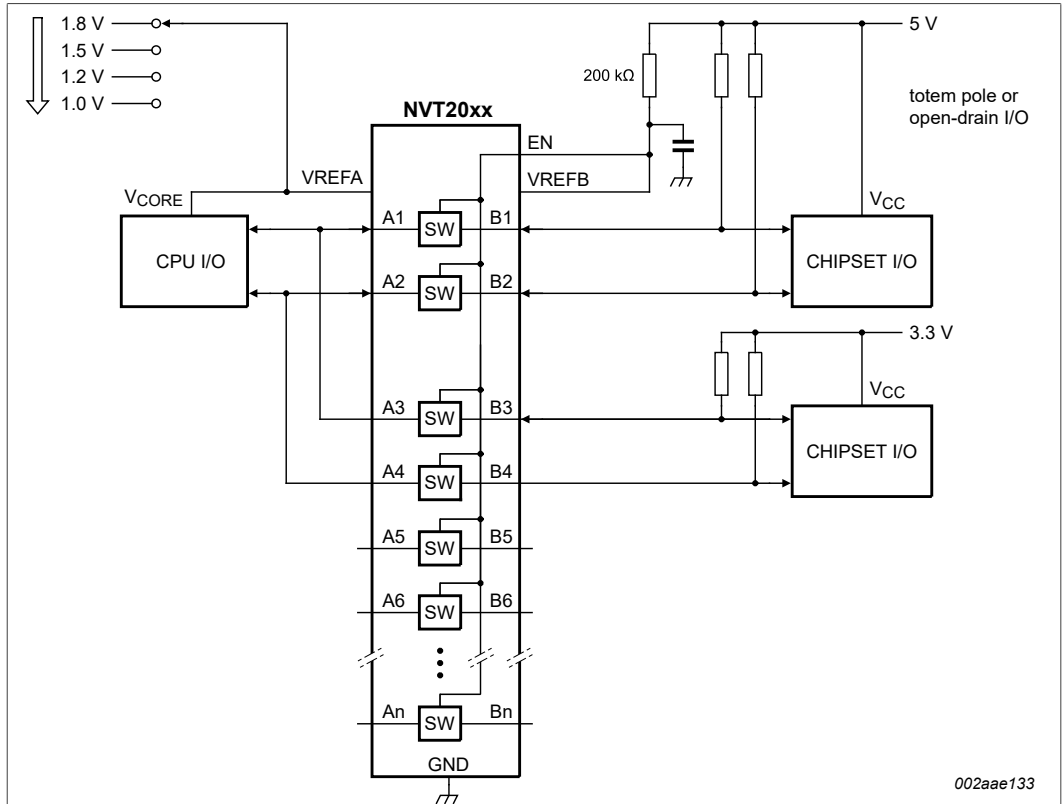 1.8 V
5 V
1.5 V
1.2 V
200 kΩ
1.0 V
totem pole or
open-drain I/O
NVT20xx
EN
VREFA
VREFB
VCORE
VCC
A1
SW
B1
CPU I/O
CHIPSET I/O
A2
SW
B2
3.3 V
VCC
A3
SW
B3
CHIPSET I/O
A4
SW
B4
A5
SW
B5
A6
SW
B6
An
SW
Bn
GND
002aae133